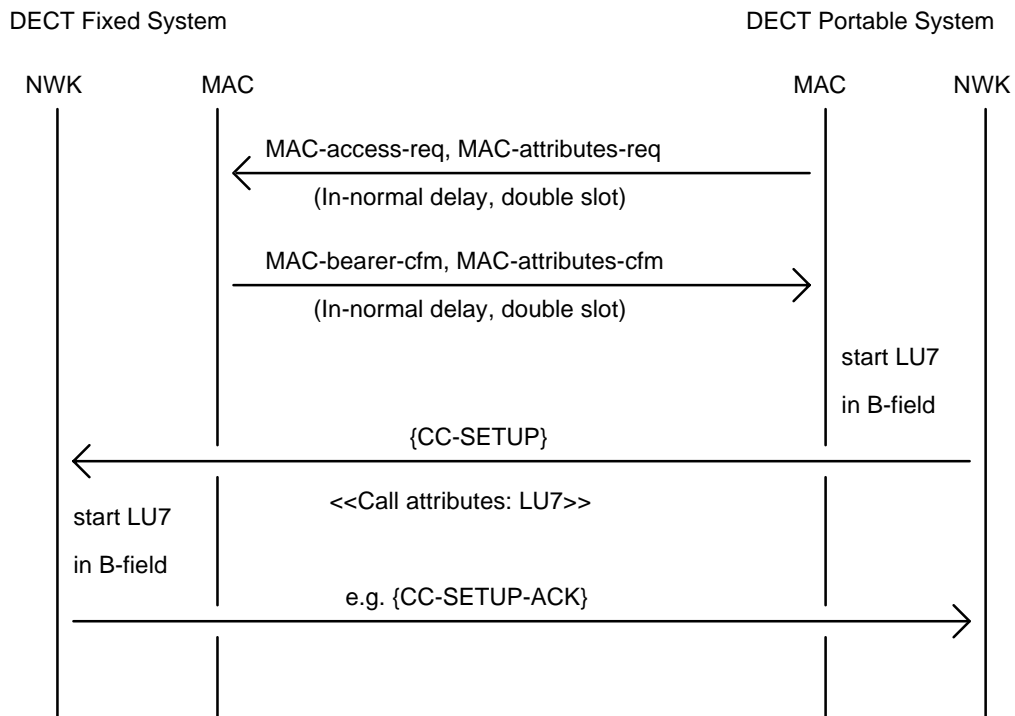 DECT Fixed System
DECT Portable System
NWK
MAC
MAC
NWK
MAC-access-req, MAC-attributes-req
(In-normal delay, double slot)
MAC-bearer-cfm, MAC-attributes-cfm
(In-normal delay, double slot)
start LU7
in B-field
{CC-SETUP}
<<Call attributes: LU7>>
start LU7
in B-field
e.g. {CC-SETUP-ACK}